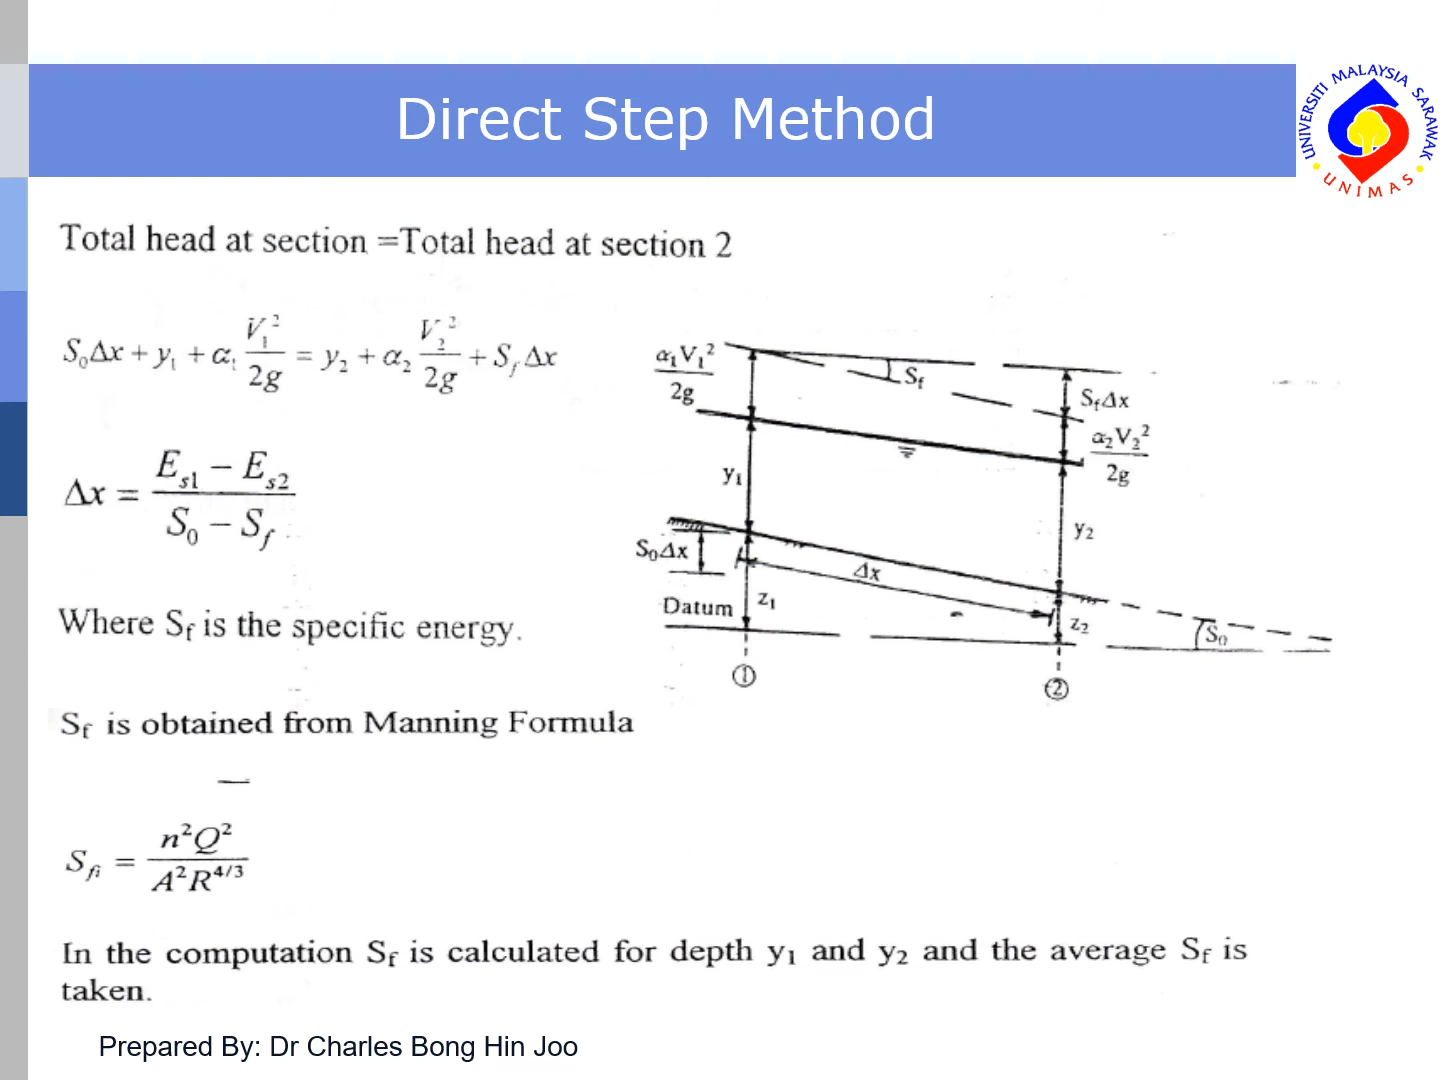 Direct Step Method
UNIVERSITI MALAYSIA SARAWAK
UNIMAS
Total head at section =Total head at section 2
S₀Δx + y₁ + α₁ V₁²/2g = y₂ + α₂ V₂²/2g + S_f Δx
Δx = (E_s1 − E_s2)/(S₀ − S_f)
Where S_f is the specific energy.
S_f is obtained from Manning Formula
S_fi = n²Q²/A²R^4/3
In the computation S_f is calculated for depth y₁ and y₂ and the average S_f is
taken.
α₁V₁²/2g
S_f
S_fΔx
α₂V₂²/2g
y₁
y₂
S₀Δx
Δx
Datum
z₁
z₂
S₀
①
②
Prepared By: Dr Charles Bong Hin Joo